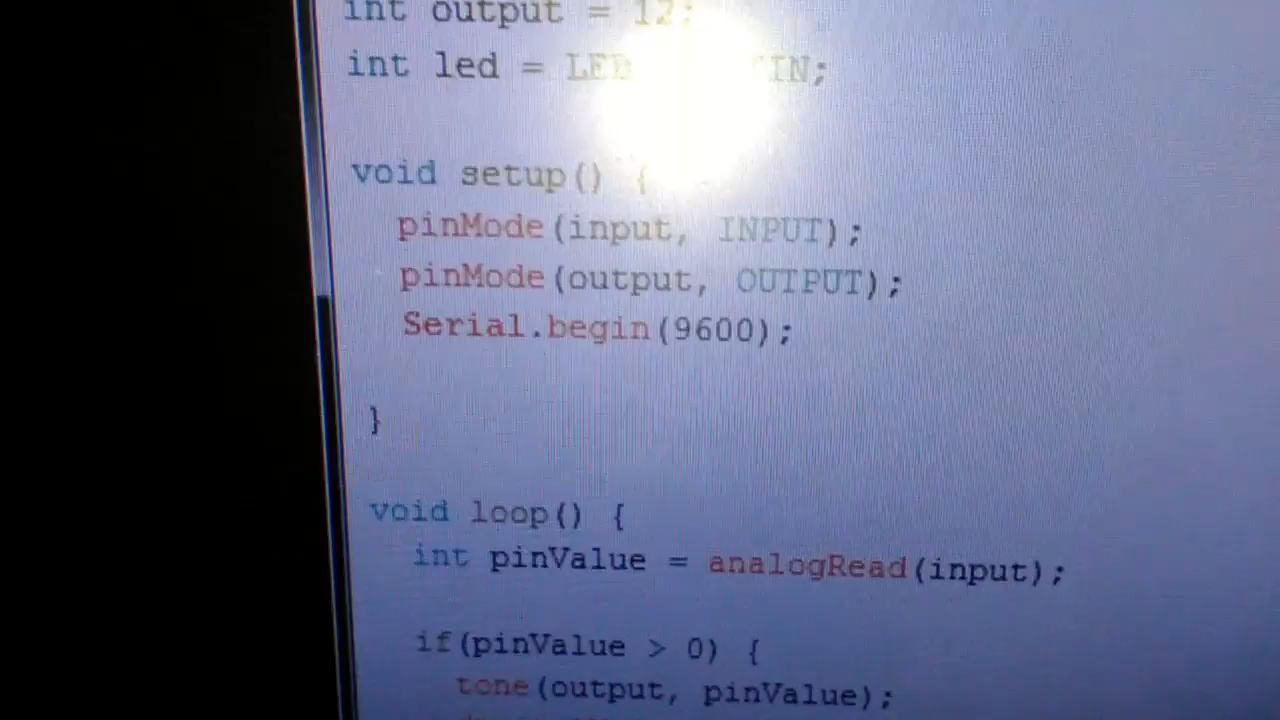 int output = 12;
int led =
void setup() {
pinMode(input, INPUT);
pinMode(output, OUTPUT);
Serial.begin(9600);
}
void loop() {
int pinValue = analogRead(input);
if(pinValue > 0) {
tone(output, pinValue);